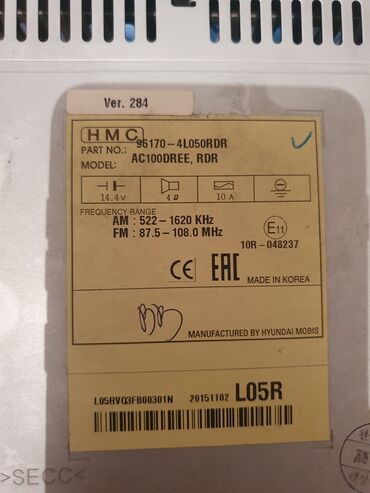 Ver. 284
HMC
PART NO.: 96170-4L050RDR
MODEL: AC100DREE, RDR
14.4V 4Ω 10A
FREQUENCY RANGE
AM : 522-1620 KHz
FM : 87.5-108.0 MHz
E11
10R-048237
CE EAC MADE IN KOREA
MANUFACTURED BY HYUNDAI MOBIS
L05RVQ3FB00301N 20151102 L05R
>SECC<